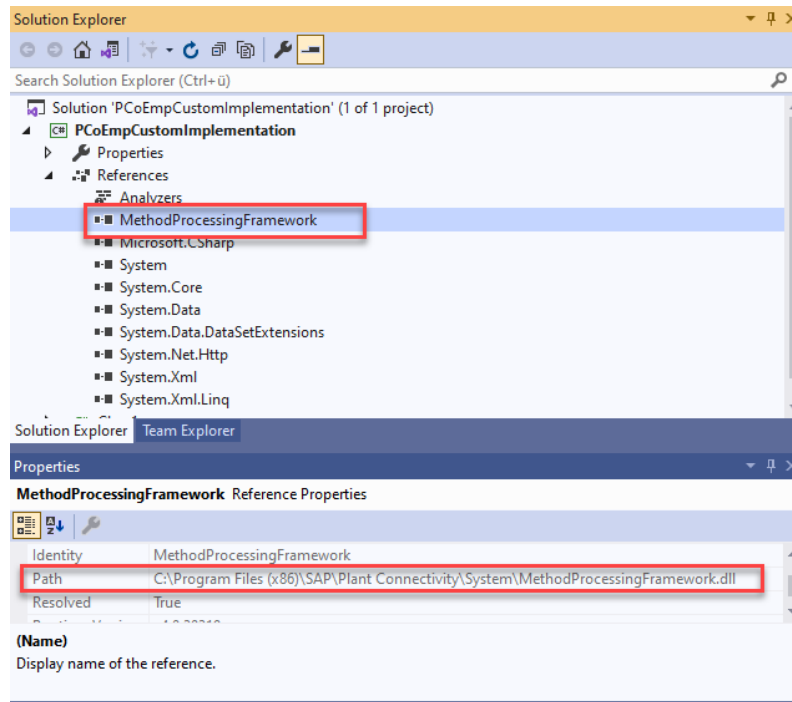 Solution Explorer
Search Solution Explorer (Ctrl+ü)
Solution 'PCoEmpCustomImplementation' (1 of 1 project)
C# PCoEmpCustomImplementation
Properties
References
Analyzers
MethodProcessingFramework
Microsoft.CSharp
System
System.Core
System.Data
System.Data.DataSetExtensions
System.Net.Http
System.Xml
System.Xml.Linq
Solution Explorer Team Explorer
Properties
MethodProcessingFramework Reference Properties
Identity MethodProcessingFramework
Path C:\Program Files (x86)\SAP\Plant Connectivity\System\MethodProcessingFramework.dll
Resolved True
(Name)
Display name of the reference.